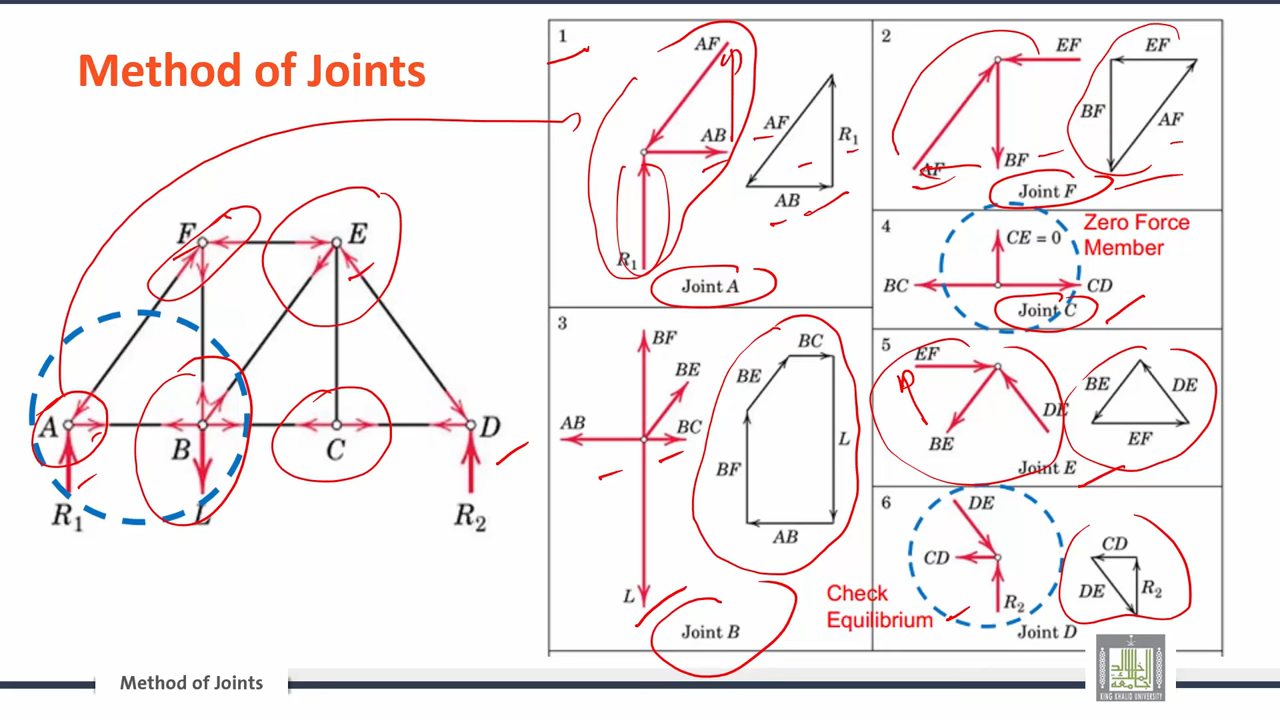 Method of Joints
F
E
A
B
C
D
R1
L
R2
1
AF
AB
R1
AF
R1
AB
Joint A
2
EF
AF
BF
EF
BF
AF
Joint F
3
BF
BE
AB
BC
L
BC
BE
BF
L
AB
Joint B
4
CE = 0
BC
CD
Joint C
Zero Force
Member
5
EF
BE
DE
BE
DE
EF
Joint E
6
DE
CD
R2
CD
DE
R2
Joint D
Check
Equilibrium
Method of Joints
KING KHALID UNIVERSITY